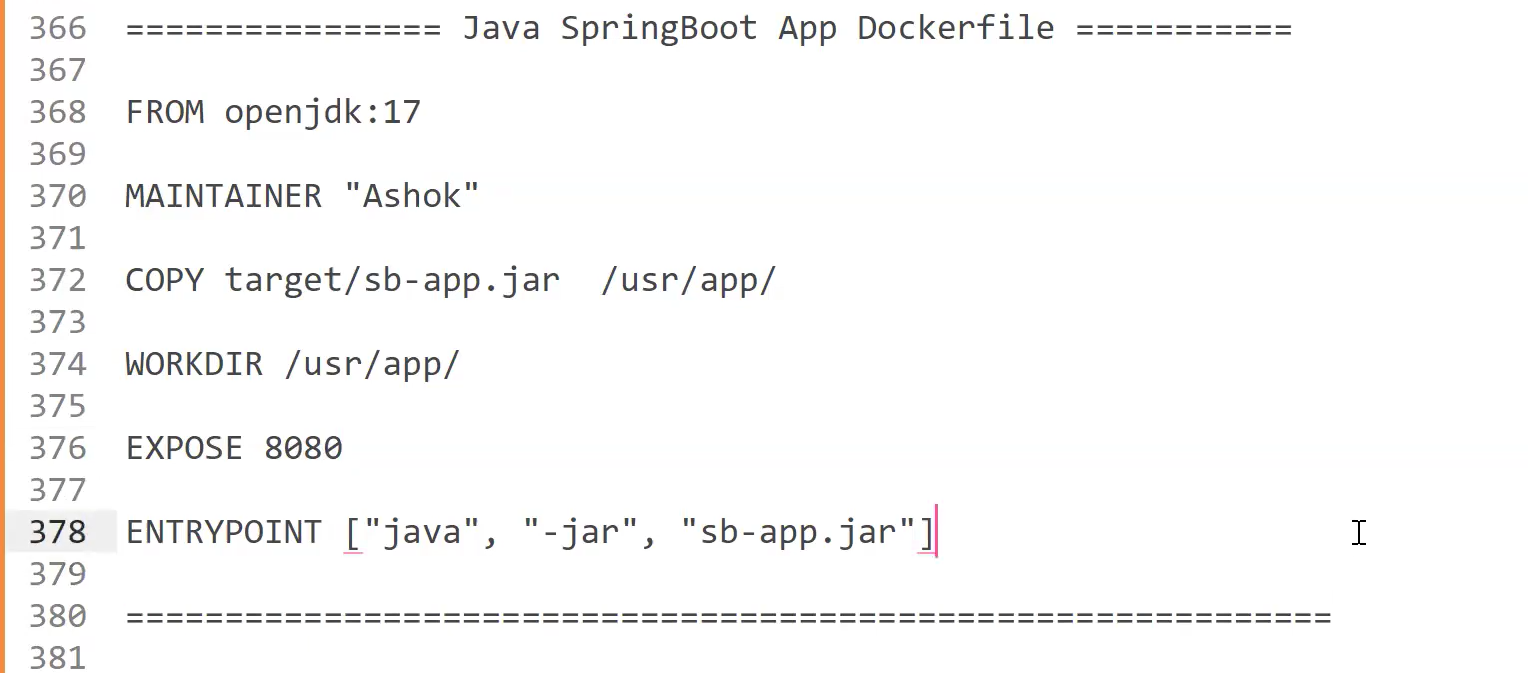 366 ================ Java SpringBoot App Dockerfile ===========
367
368 FROM openjdk:17
369
370 MAINTAINER "Ashok"
371
372 COPY target/sb-app.jar  /usr/app/
373
374 WORKDIR /usr/app/
375
376 EXPOSE 8080
377
378 ENTRYPOINT ["java", "-jar", "sb-app.jar"]
379
380 =============================================================
381